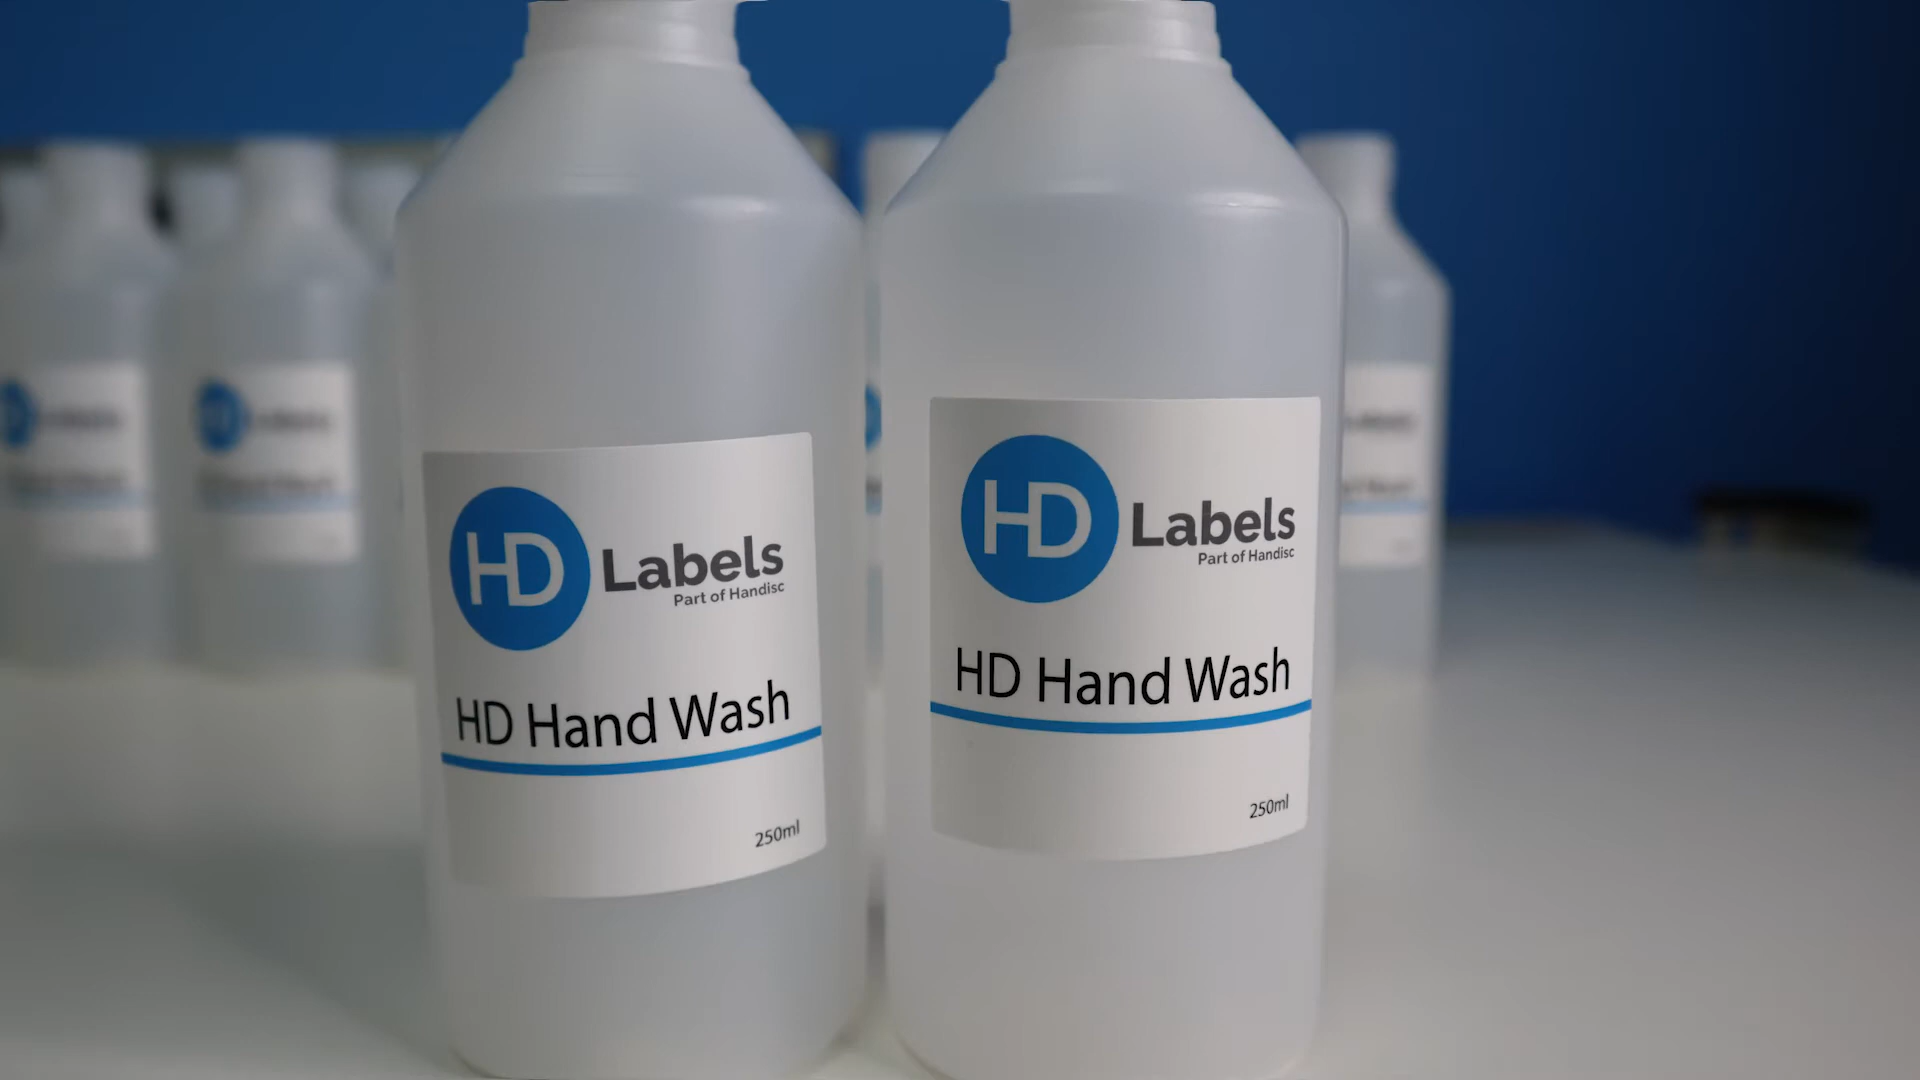 HD Labels
Part of Handisc
HD Hand Wash
250ml
HD Labels
Part of Handisc
HD Hand Wash
250ml